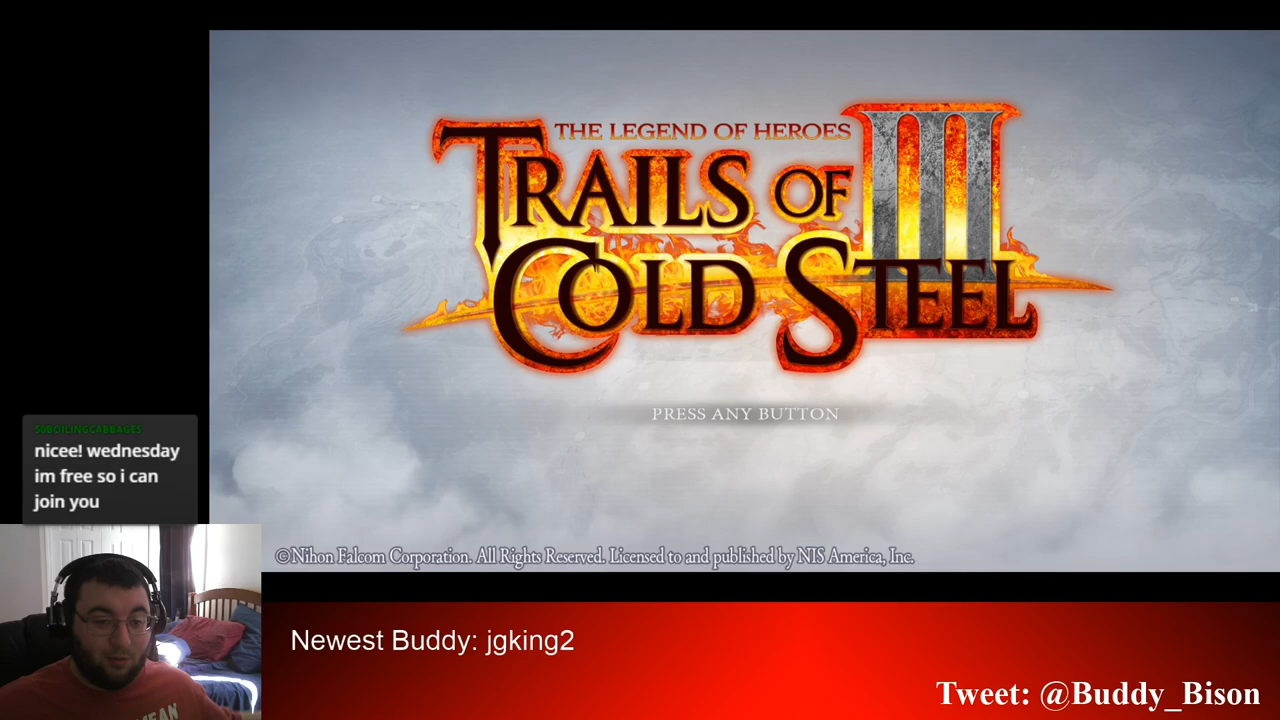 THE LEGEND OF HEROES
TRAILS OF
COLD STEEL III
PRESS ANY BUTTON
50BOILINGCABBAGES
nicee! wednesday
im free so i can
join you
©Nihon Falcom Corporation. All Rights Reserved. Licensed to and published by NIS America, Inc.
Newest Buddy: jgking2
Tweet: @Buddy_Bison